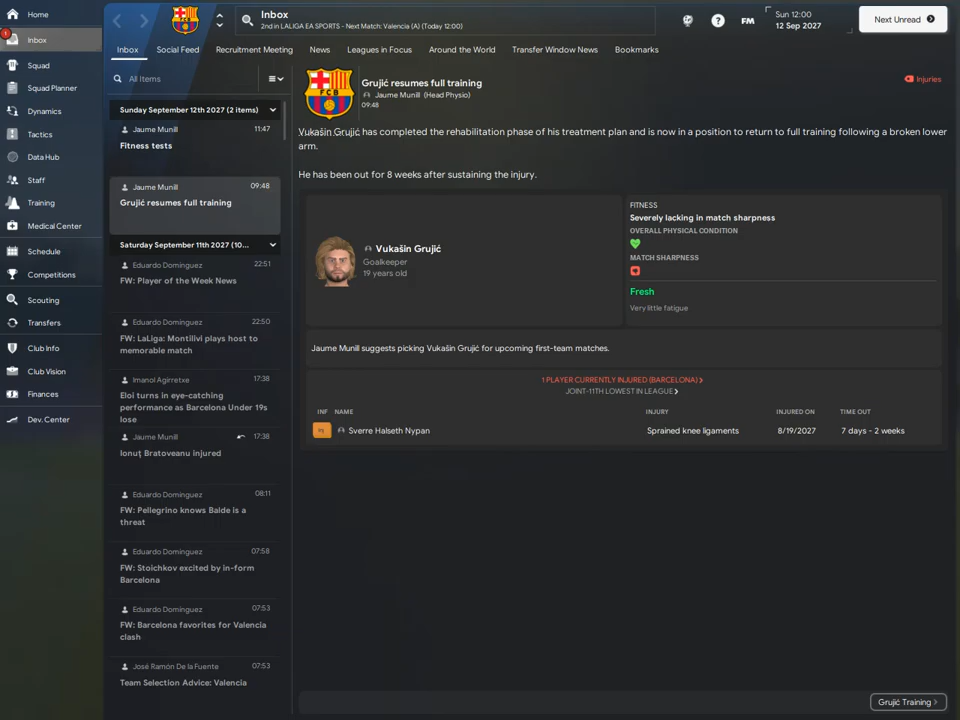 Home
1
Inbox
Squad
Squad Planner
Dynamics
Tactics
Data Hub
Staff
Training
Medical Center
Schedule
Competitions
Scouting
Transfers
Club Info
Club Vision
Finances
Dev. Center
FCB
Inbox
2nd in LALIGA EA SPORTS - Next Match: Valencia (A) (Today 12:00)
?
FM
Sun 12:00
12 Sep 2027
Next Unread
Inbox
Social Feed
Recruitment Meeting
News
Leagues in Focus
Around the World
Transfer Window News
Bookmarks
All Items
Sunday September 12th 2027 (2 items)
Jaume Munill 11:47
Fitness tests
Jaume Munill 09:48
Grujić resumes full training
Saturday September 11th 2027 (10...
Eduardo Domínguez 22:51
FW: Player of the Week News
Eduardo Domínguez 22:50
FW: LaLiga: Montilivi plays host to
memorable match
Imanol Agirretxe 17:38
Eloi turns in eye-catching
performance as Barcelona Under 19s
lose
Jaume Munill 17:38
Ionuț Bratoveanu injured
Eduardo Domínguez 08:11
FW: Pellegrino knows Balde is a
threat
Eduardo Domínguez 07:58
FW: Stoichkov excited by in-form
Barcelona
Eduardo Domínguez 07:53
FW: Barcelona favorites for Valencia
clash
José Ramón De la Fuente 07:53
Team Selection Advice: Valencia
FCB
Grujić resumes full training
Jaume Munill (Head Physio)
09:48
Injuries
Vukašin Grujić has completed the rehabilitation phase of his treatment plan and is now in a position to return to full training following a broken lower
arm.
He has been out for 8 weeks after sustaining the injury.
Vukašin Grujić
Goalkeeper
19 years old
FITNESS
Severely lacking in match sharpness
OVERALL PHYSICAL CONDITION
MATCH SHARPNESS
Fresh
Very little fatigue
Jaume Munill suggests picking Vukašin Grujić for upcoming first-team matches.
1 PLAYER CURRENTLY INJURED (BARCELONA)
JOINT-11TH LOWEST IN LEAGUE
INF NAME INJURY INJURED ON TIME OUT
Sverre Halseth Nypan Sprained knee ligaments 8/19/2027 7 days - 2 weeks
Grujić Training